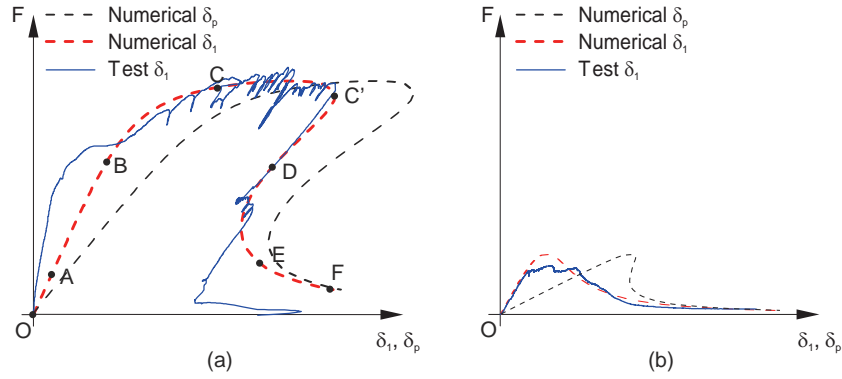 F
Numerical δp
Numerical δ1
Test δ1
C
C’
B
D
A
E
F
O
δ1, δp
(a)
F
Numerical δp
Numerical δ1
Test δ1
O
δ1, δp
(b)